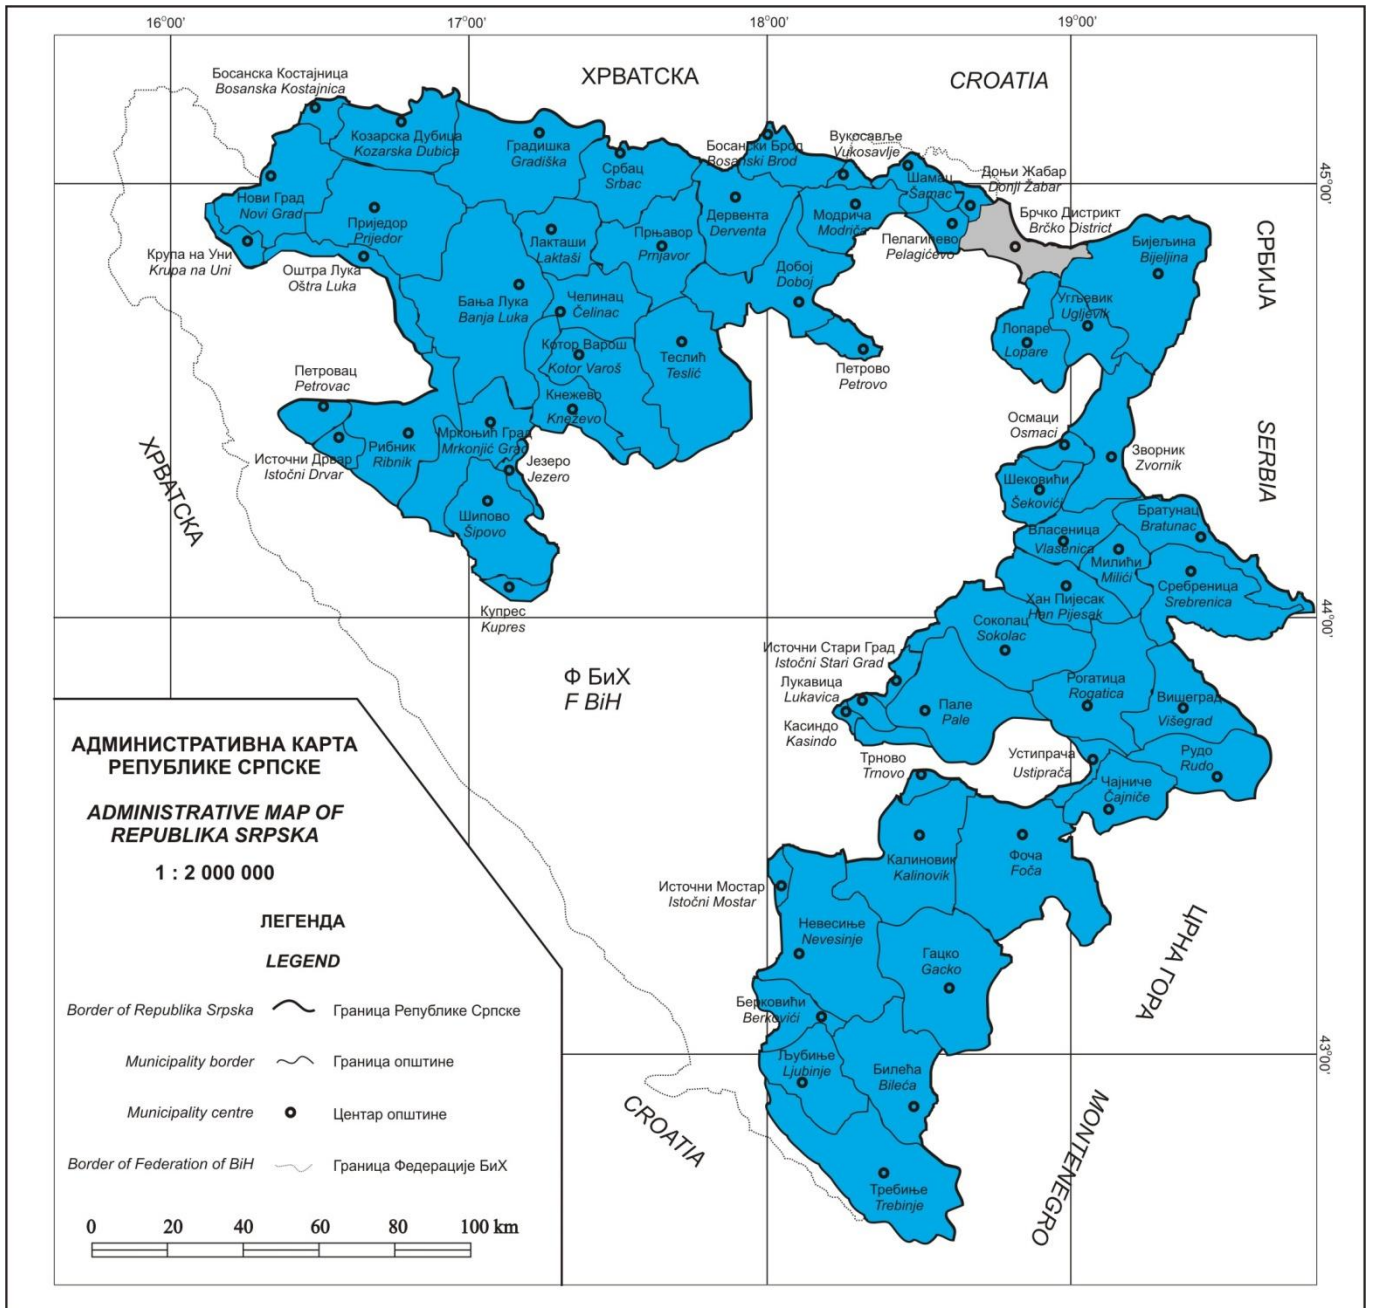 16°00'
17°00'
18°00'
19°00'
ХРВАТСКА
CROATIA
Босанска Костајница
Bosanska Kostajnica
Козарска Дубица
Kozarska Dubica
Градишка
Gradiška
Србац
Srbac
Босански Брод
Bosanski Brod
Вукосавље
Vukosavlje
Шамац
Šamac
Доњи Жабар
Donji Žabar
45°00'
Нови Град
Novi Grad
Приједор
Prijedor
Лакташи
Laktaši
Прњавор
Prnjavor
Дервента
Derventa
Модрича
Modriča
Пелагићево
Pelagićevo
Брчко Дистрикт
Brčko District
Бијељина
Bijeljina
СРБИЈА
Крупа на Уни
Krupa na Uni
Оштра Лука
Oštra Luka
Бања Лука
Banja Luka
Челинац
Čelinac
Добој
Doboj
Угљевик
Ugljevik
Лопаре
Lopare
Котор Варош
Kotor Varoš
Теслић
Teslić
Петрово
Petrovo
Петровац
Petrovac
Кнежево
Knezevo
Осмаци
Osmaci
Зворник
Zvornik
SERBIA
ХРВАТСКА
Источни Дрвар
Istočni Drvar
Рибник
Ribnik
Мркоњић Град
Mrkonjić Grad
Језеро
Jezero
Шековићи
Šekovići
Шипово
Šipovo
Братунац
Bratunac
Власеница
Vlasenica
Милићи
Milići
Сребреница
Srebrenica
Купрес
Kupres
Хан Пијесак
Han Pijesak
44°00'
Соколац
Sokolac
Источни Стари Град
Istočni Stari Grad
Ф БиХ
F BiH
Лукавица
Lukavica
Пале
Pale
Рогатица
Rogatica
Вишеград
Višegrad
Касиндо
Kasindo
Трново
Trnovo
Устипрача
Ustiprača
Рудо
Rudo
Чајниче
Čajniče
АДМИНИСТРАТИВНА КАРТА
РЕПУБЛИКЕ СРПСКЕ
ADMINISTRATIVE MAP OF
REPUBLIKA SRPSKA
1 : 2 000 000
Калиновик
Kalinovik
Фоча
Foča
Источни Мостар
Istočni Mostar
Невесиње
Nevesinje
Гацко
Gacko
ЦРНА ГОРА
ЛЕГЕНДА
LEGEND
Border of Republika Srpska Граница Републике Српске
Municipality border Граница општине
Municipality centre Центар општине
Border of Federation of BiH Граница Федерације БиХ
Берковићи
Berkovići
Љубиње
Ljubinje
Билећа
Bileća
43°00'
CROATIA
MONTENEGRO
Требиње
Trebinje
0 20 40 60 80 100 km